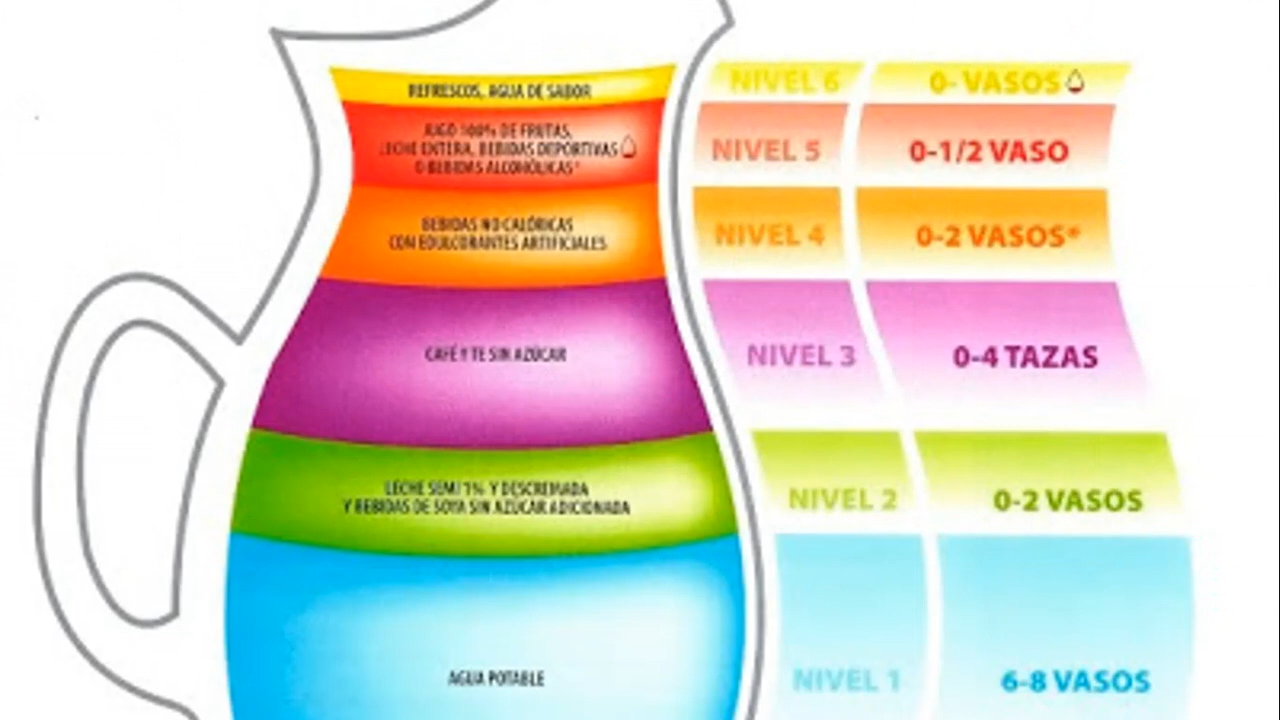 REFRESCOS, AGUA DE SABOR
NIVEL 6
0- VASOS
JUGO 100% DE FRUTAS,
LECHE ENTERA, BEBIDAS DEPORTIVAS
O BEBIDAS ALCOHÓLICAS*
NIVEL 5
0-1/2 VASO
BEBIDAS NO CALÓRICAS
CON EDULCORANTES ARTIFICIALES
NIVEL 4
0-2 VASOS*
CAFÉ Y TE SIN AZÚCAR
NIVEL 3
0-4 TAZAS
LECHE SEMI 1% Y DESCREMADA
Y BEBIDAS DE SOYA SIN AZÚCAR ADICIONADA
NIVEL 2
0-2 VASOS
AGUA POTABLE
NIVEL 1
6-8 VASOS